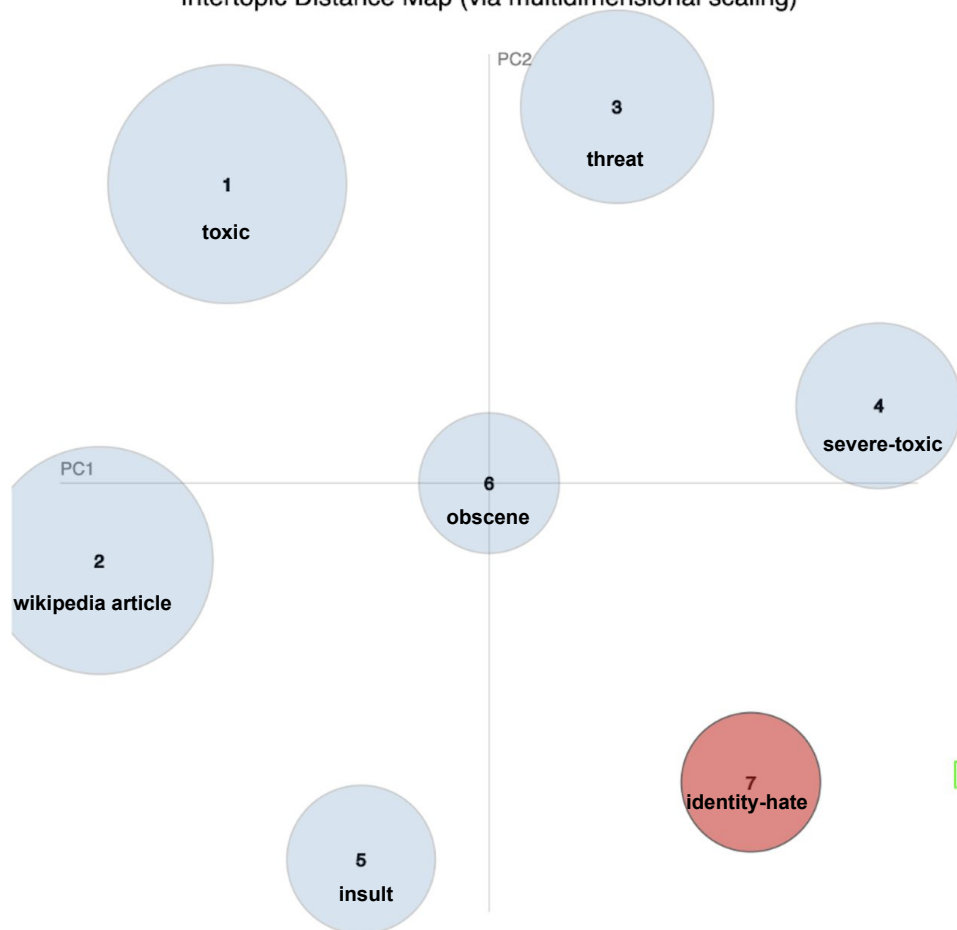 Intertopic Distance Map (via multidimensional scaling)
PC2
3
threat
1
toxic
4
severe-toxic
PC1
6
obscene
2
wikipedia article
7
identity-hate
5
insult